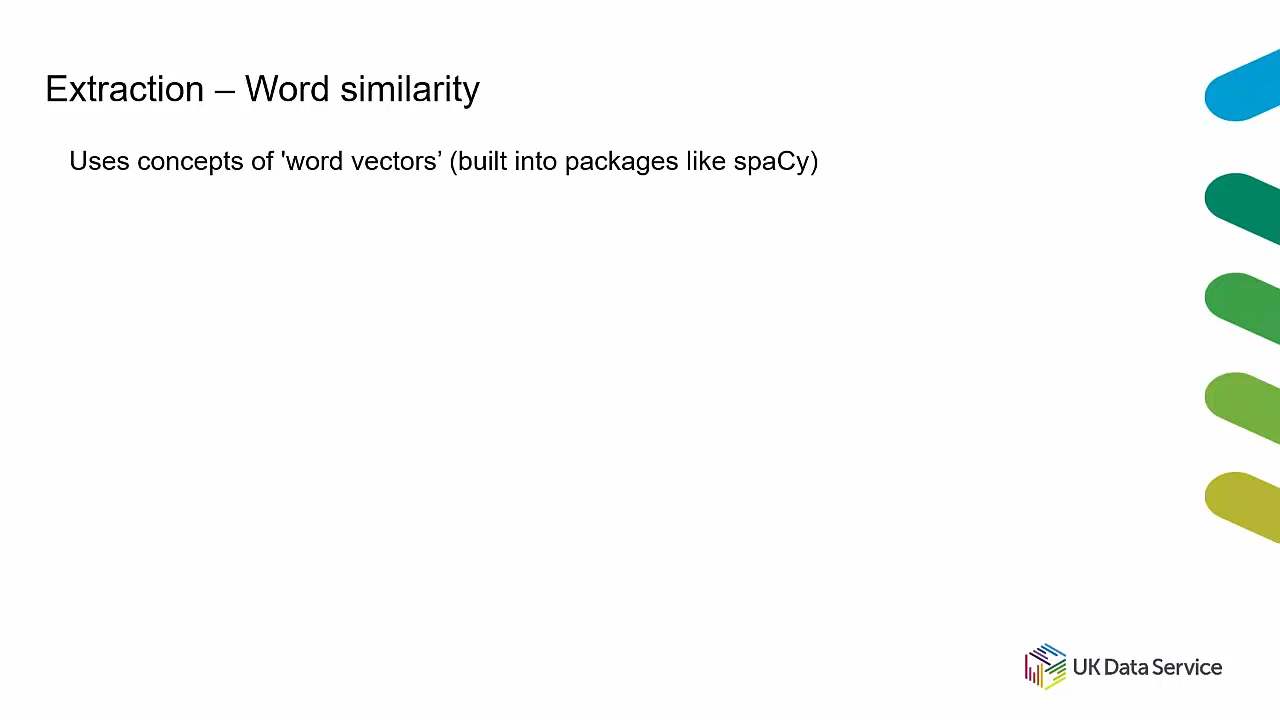 Extraction – Word similarity
Uses concepts of 'word vectors’ (built into packages like spaCy)
UK Data Service